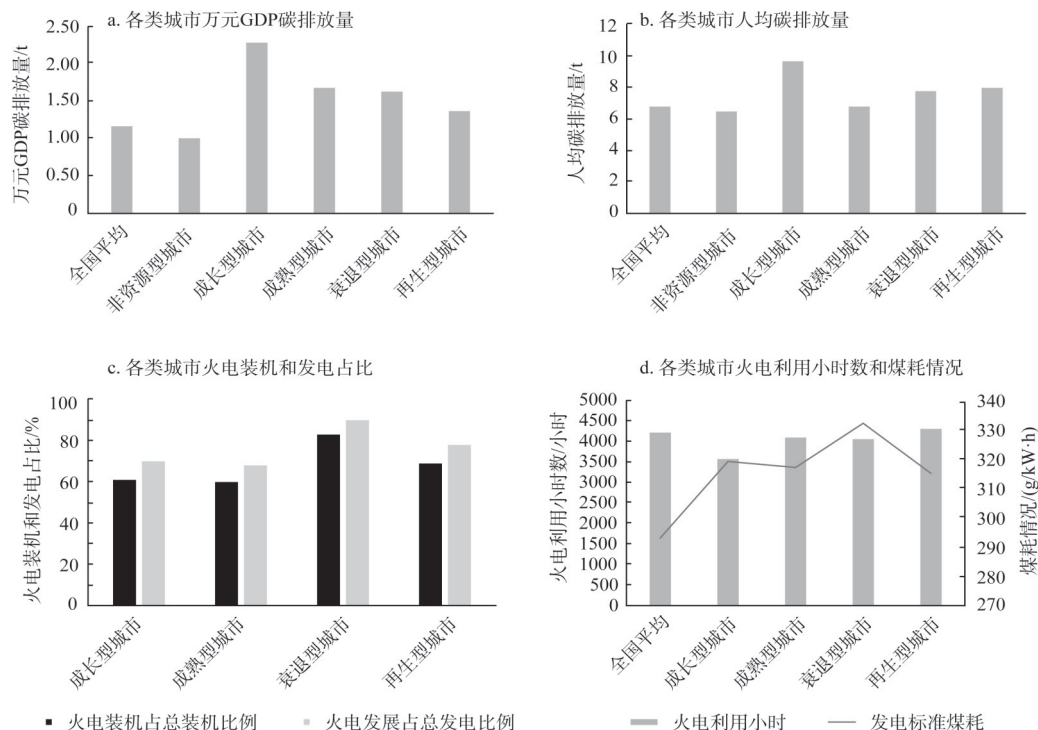 a. 各类城市万元GDP碳排放量
万元GDP碳排放量/t
2.50
2.00
1.50
1.00
0.50
0
全国平均
非资源型城市
成长型城市
成熟型城市
衰退型城市
再生型城市
b. 各类城市人均碳排放量
人均碳排放量/t
12
10
8
6
4
2
0
全国平均
非资源型城市
成长型城市
成熟型城市
衰退型城市
再生型城市
c. 各类城市火电装机和发电占比
火电装机和发电占比/%
100
80
60
40
20
0
成长型城市
成熟型城市
衰退型城市
再生型城市
火电装机占总装机比例
火电发展占总发电比例
d. 各类城市火电利用小时数和煤耗情况
火电利用小时数/小时
5000
4500
4000
3500
3000
2500
2000
1500
1000
500
0
340
330
320
310
300
290
280
270
煤耗情况/(g/kW·h)
全国平均
成长型城市
成熟型城市
衰退型城市
再生型城市
火电利用小时
发电标准煤耗